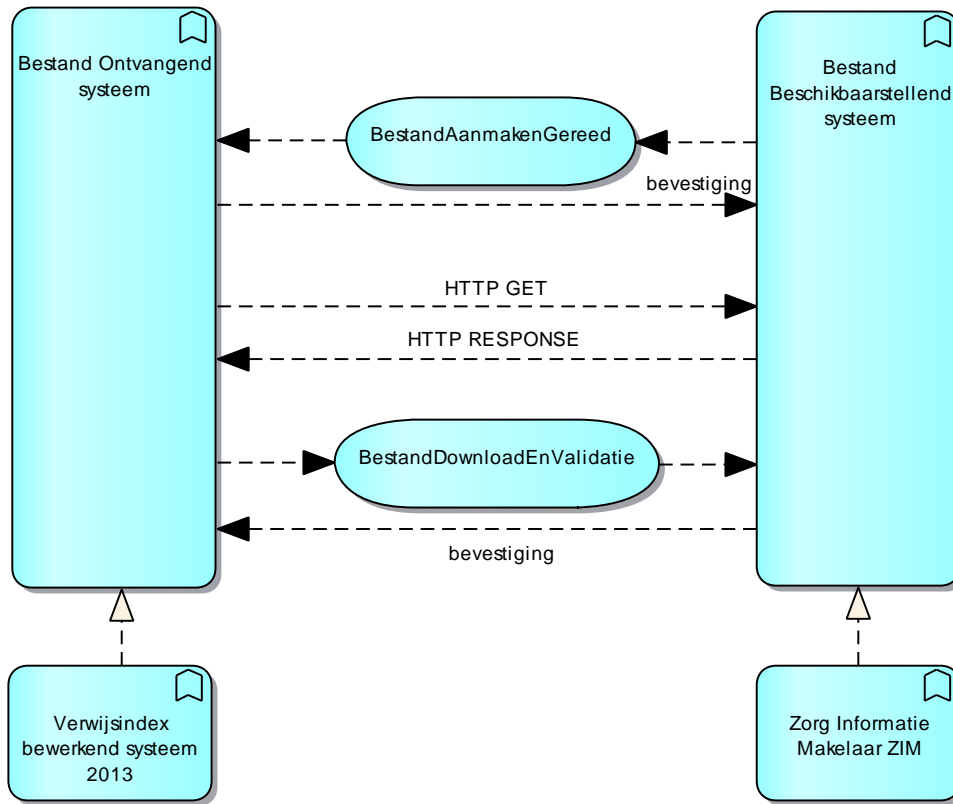 Bestand Ontvangend
systeem
Bestand
Beschikbaarstellend
systeem
BestandAanmakenGereed
bevestiging
HTTP GET
HTTP RESPONSE
BestandDownloadEnValidatie
bevestiging
Verwijsindex
bewerkend systeem
2013
Zorg Informatie
Makelaar ZIM